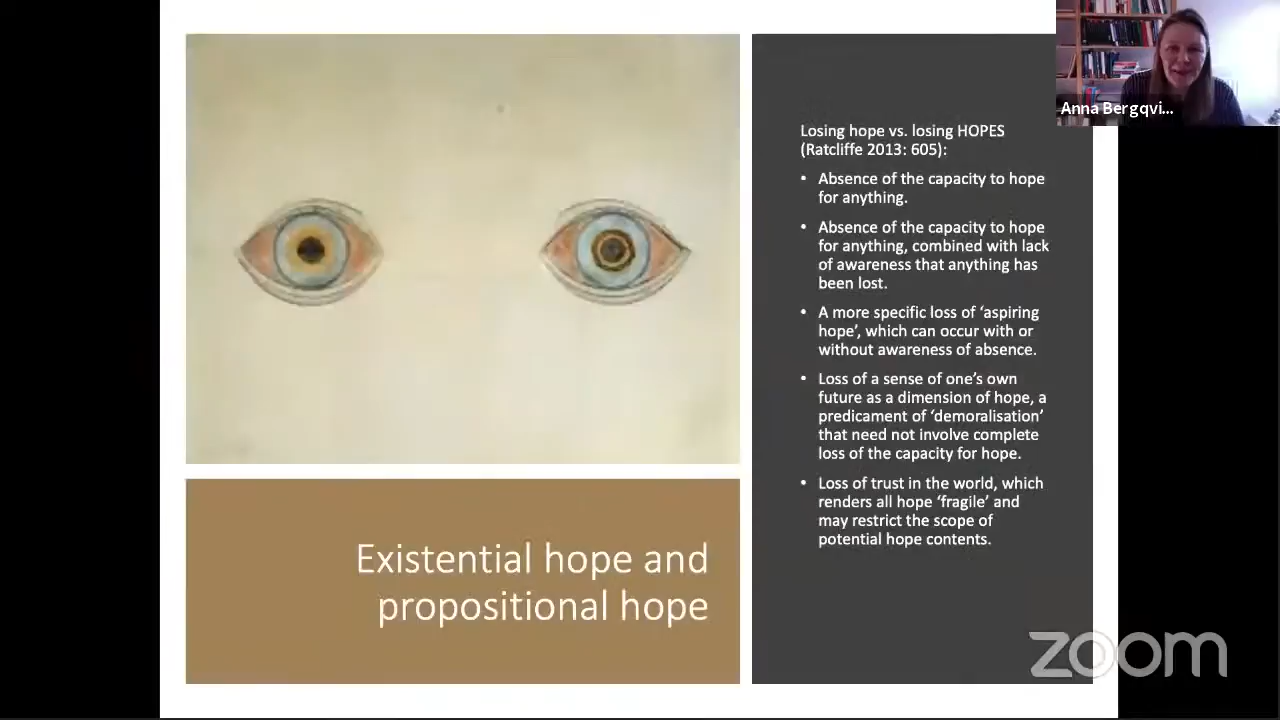 Anna Bergqvi...
Losing hope vs. losing HOPES
(Ratcliffe 2013: 605):
• Absence of the capacity to hope
for anything.
• Absence of the capacity to hope
for anything, combined with lack
of awareness that anything has
been lost.
• A more specific loss of ‘aspiring
hope’, which can occur with or
without awareness of absence.
• Loss of a sense of one’s own
future as a dimension of hope, a
predicament of ‘demoralisation’
that need not involve complete
loss of the capacity for hope.
• Loss of trust in the world, which
renders all hope ‘fragile’ and
may restrict the scope of
potential hope contents.
Existential hope and
propositional hope
zoom